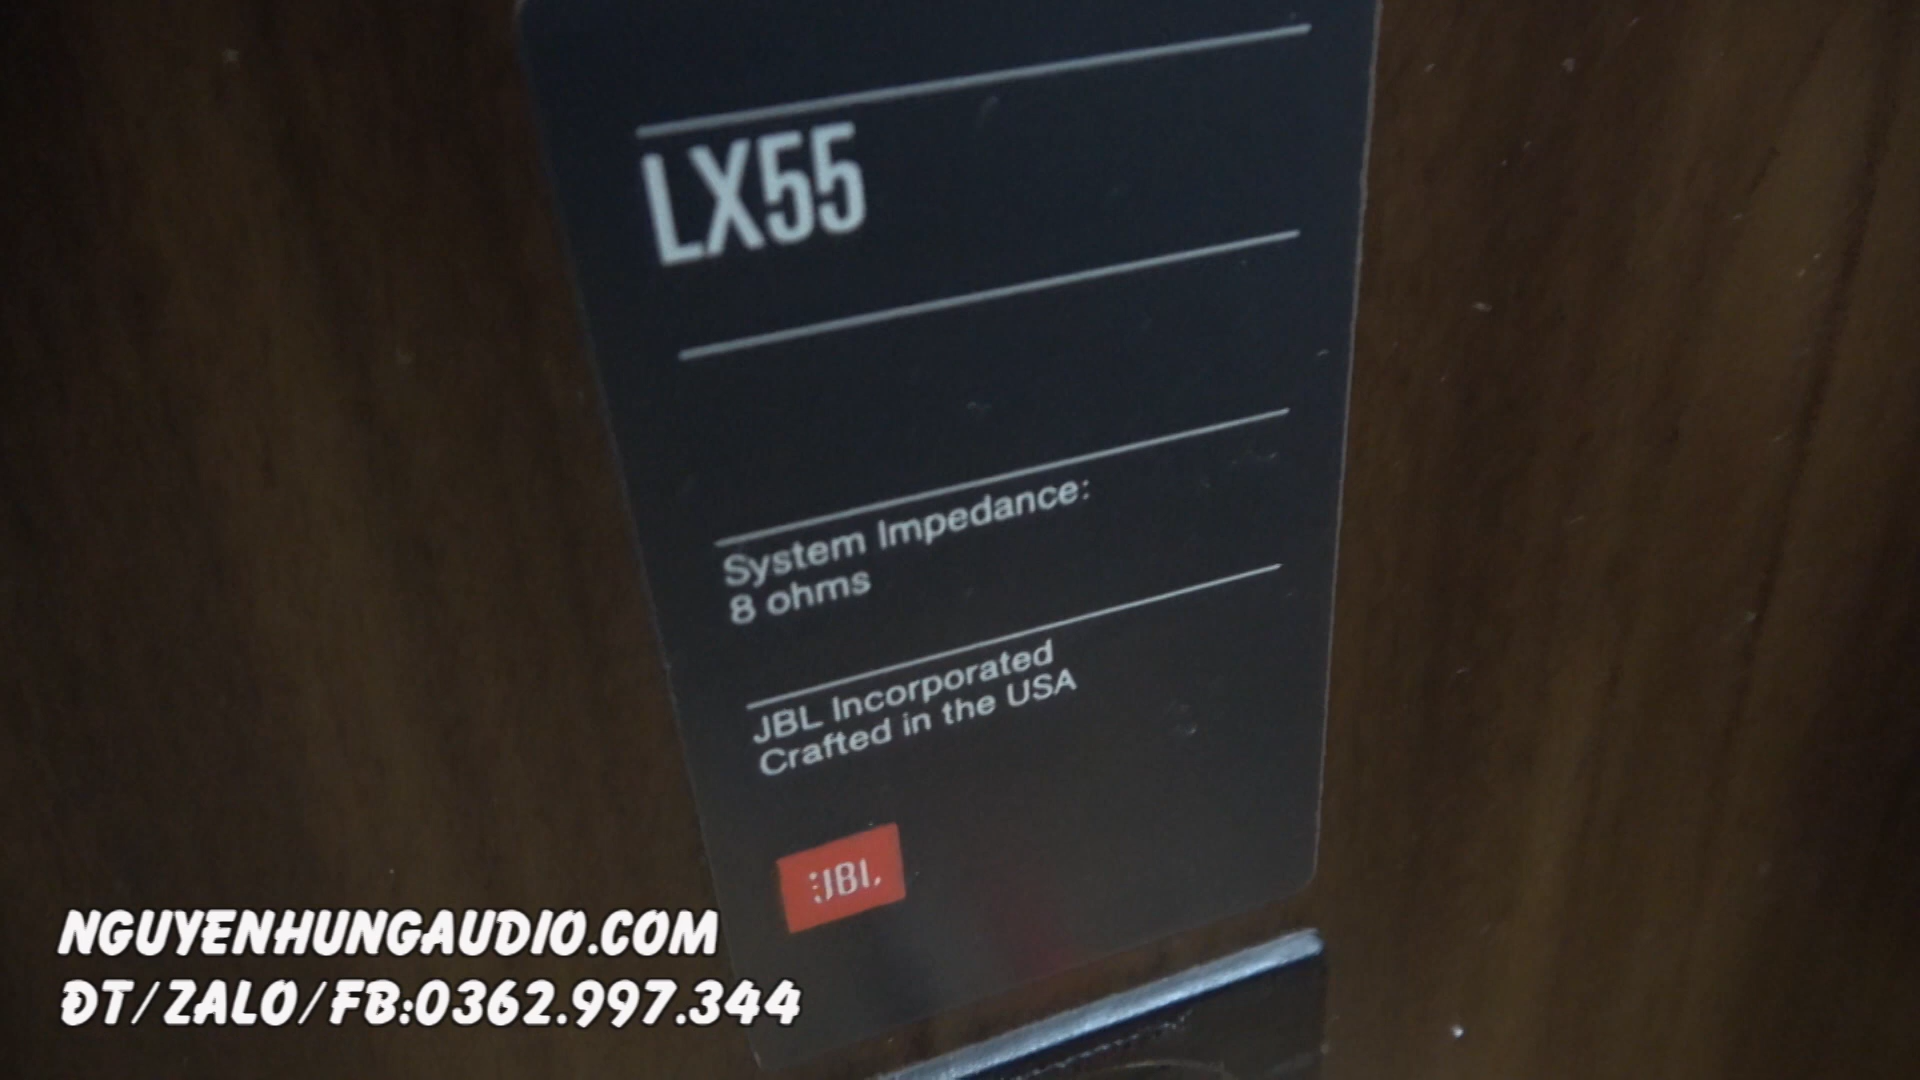 LX55
System Impedance:
8 ohms
JBL Incorporated
Crafted in the USA
JBL
NGUYENHUNGAUDIO.COM
ĐT/ZALO/FB:0362.997.344